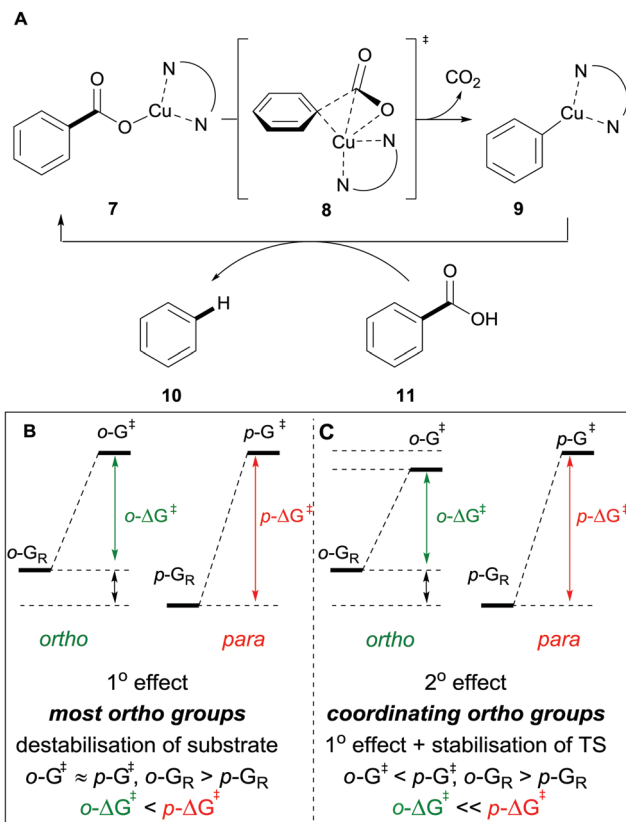 A
O
O
Cu
N
N
7
O
O
Cu
N
N
‡
8
CO2
Cu
N
N
9
H
10
O
OH
11
B
o-G‡
p-G‡
o-ΔG‡
p-ΔG‡
o-GR
p-GR
ortho
para
1° effect
most ortho groups
destabilisation of substrate
o-G‡ ≈ p-G‡, o-GR > p-GR
o-ΔG‡ < p-ΔG‡
C
o-G‡
p-G‡
o-ΔG‡
p-ΔG‡
o-GR
p-GR
ortho
para
2° effect
coordinating ortho groups
1° effect + stabilisation of TS
o-G‡ < p-G‡, o-GR > p-GR
o-ΔG‡ << p-ΔG‡